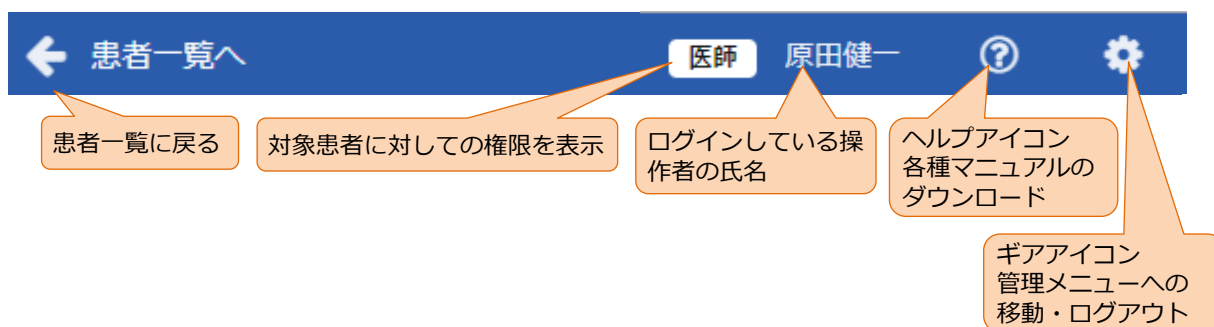 患者一覧へ
医師
原田健一
患者一覧に戻る
対象患者に対しての権限を表示
ログインしている操
作者の氏名
ヘルプアイコン
各種マニュアルの
ダウンロード
ギアアイコン
管理メニューへの
移動・ログアウト